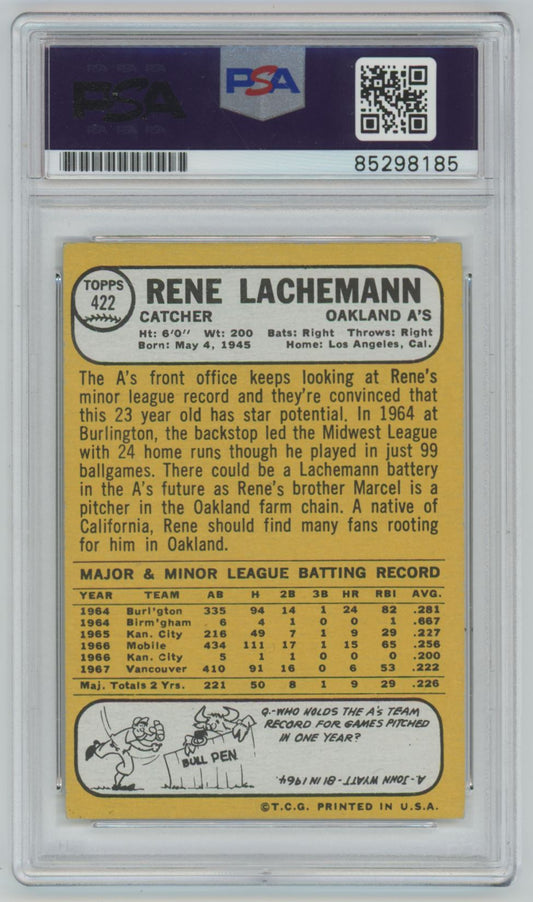 PSA PSA PSA
PSA
PSA PSA PSA
PSA
85298185
TOPPS
422
RENE LACHEMANN
CATCHER OAKLAND A'S
Ht: 6'0" Wt: 200 Bats: Right Throws: Right
Born: May 4, 1945 Home: Los Angeles, Cal.
The A's front office keeps looking at Rene's
minor league record and they're convinced that
this 23 year old has star potential. In 1964 at
Burlington, the backstop led the Midwest League
with 24 home runs though he played in just 99
ballgames. There could be a Lachemann battery
in the A's future as Rene's brother Marcel is a
pitcher in the Oakland farm chain. A native of
California, Rene should find many fans rooting
for him in Oakland.
MAJOR & MINOR LEAGUE BATTING RECORD
YEAR TEAM AB H 2B 3B HR RBI AVG.
1964 Burl'gton 335 94 14 1 24 82 .281
1964 Birm'gham 6 4 1 0 0 1 .667
1965 Kan. City 216 49 7 1 9 29 .227
1966 Mobile 434 111 17 1 15 65 .256
1966 Kan. City 5 1 1 0 0 0 .200
1967 Vancouver 410 91 16 0 6 53 .222
Maj. Totals 2 Yrs. 221 50 8 1 9 29 .226
Q.-WHO HOLDS THE A's TEAM
RECORD FOR GAMES PITCHED
IN ONE YEAR?
BULL PEN
A.-JOHN WYATT-81 IN 1964.
©T.C.G. PRINTED IN U.S.A.